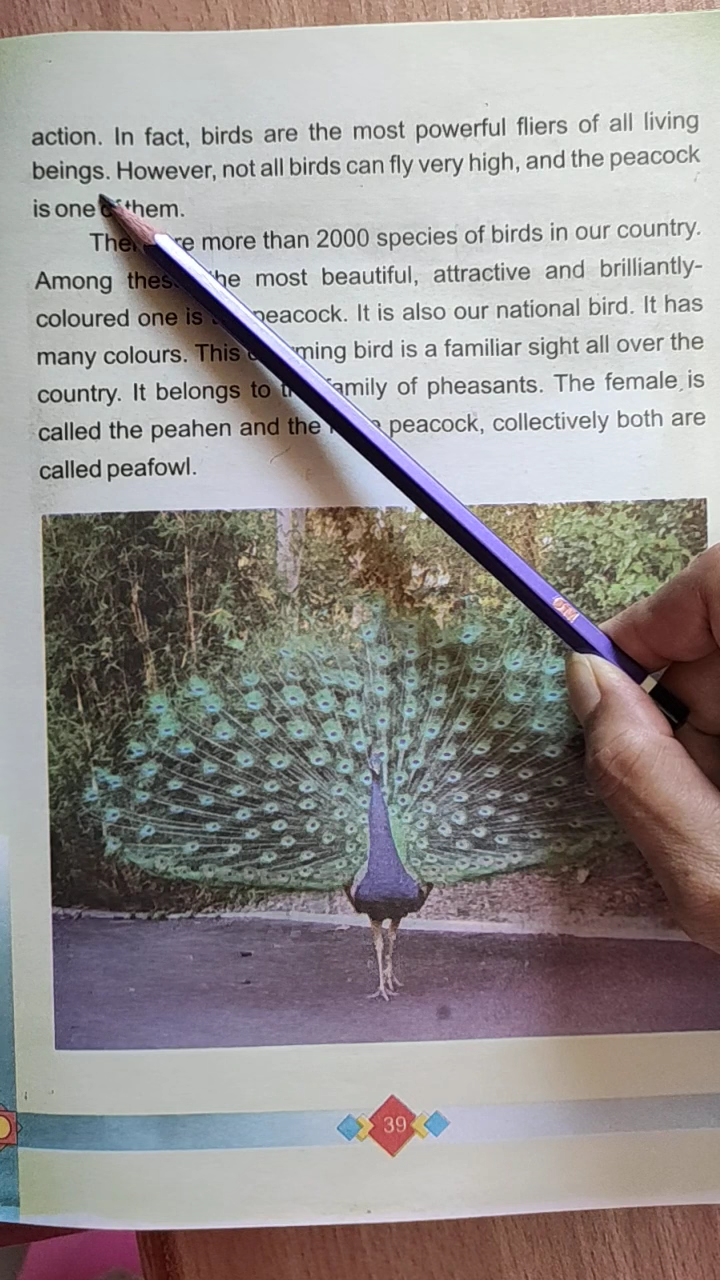 action. In fact, birds are the most powerful fliers of all living
beings. However, not all birds can fly very high, and the peacock
is one of them.
more than 2000 species of birds in our country.
Among the most beautiful, attractive and brilliantly-
coloured one is peacock. It is also our national bird. It has
many colours. This bird is a familiar sight all over the
country. It belongs to family of pheasants. The female is
called the peahen and the peacock, collectively both are
called peafowl.
39